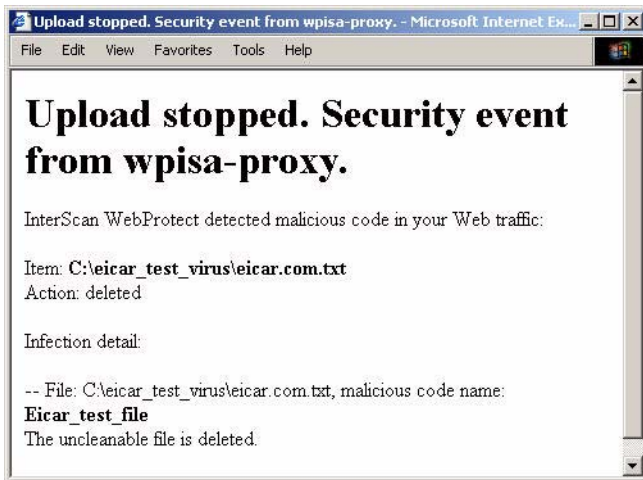 Upload stopped. Security event from wpisa-proxy. - Microsoft Internet Ex...
File Edit View Favorites Tools Help
Upload stopped. Security event
from wpisa-proxy.
InterScan WebProtect detected malicious code in your Web traffic:
Item: C:\eicar_test_virus\eicar.com.txt
Action: deleted
Infection detail:
-- File: C:\eicar_test_virus\eicar.com.txt, malicious code name:
Eicar_test_file
The uncleanable file is deleted.